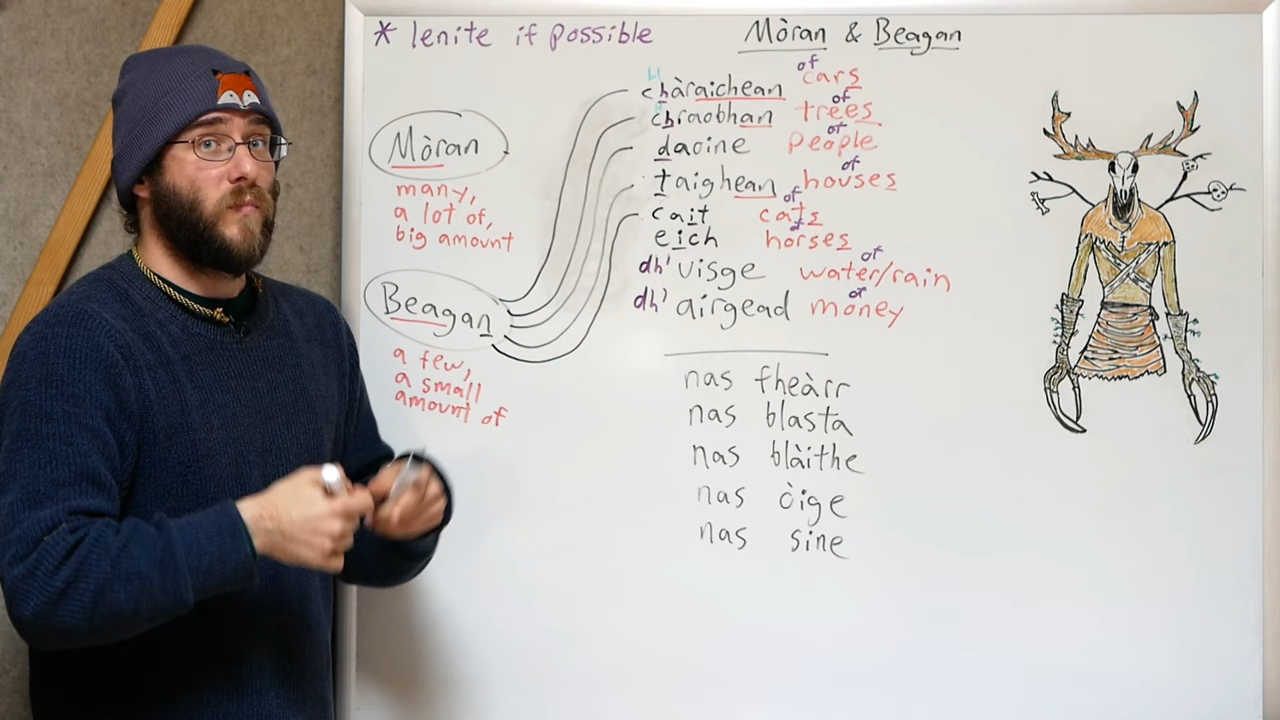 * lenite if possible
Mòran & Beagan
Mòran
many,
a lot of,
big amount
Beagan
a few,
a small
amount of
chàraichean of cars
chraobhan of trees
daoine of people
taighean of houses
cait of cats
eich of horses
dh'uisge of water/rain
dh'airgead of money
nas fheàrr
nas blasta
nas blàithe
nas òige
nas sine